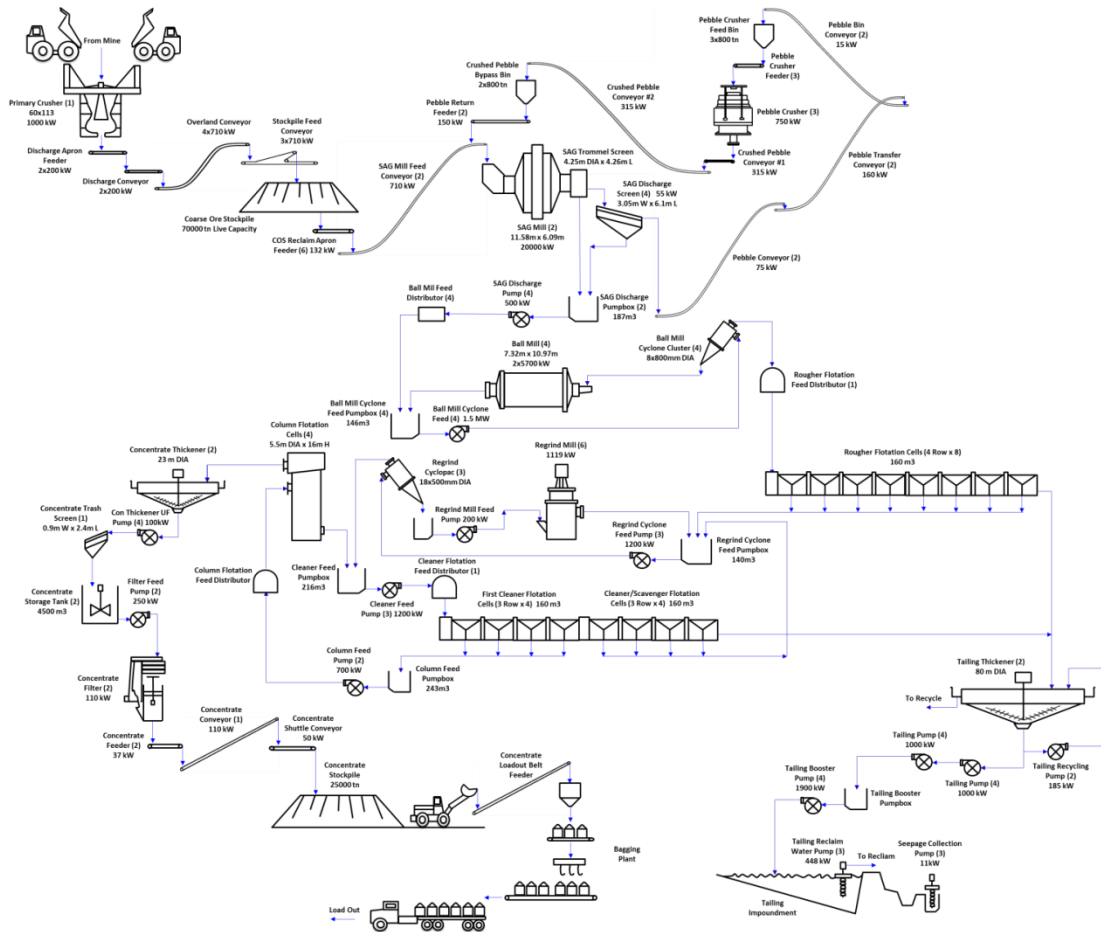 From Mine
Primary Crusher (1)
60x113
1000 kW
Discharge Apron
Feeder
2x200 kW
Discharge Conveyor
2x200 kW
Overland Conveyor
4x710 kW
Stockpile Feed
Conveyor
3x710 kW
Coarse Ore Stockpile
70000 tn Live Capacity
COS Reclaim Apron
Feeder (6) 132 kW
SAG Mill Feed
Conveyor (2)
710 kW
Pebble Return
Feeder (2)
150 kW
Crushed Pebble
Bypass Bin
2x800 tn
Crushed Pebble
Conveyor #2
315 kW
Pebble Crusher
Feed Bin
3x800 tn
Pebble
Crusher
Feeder (3)
Pebble Crusher (3)
750 kW
Crushed Pebble
Conveyor #1
315 kW
Pebble Bin
Conveyor (2)
15 kW
Pebble Transfer
Conveyor (2)
160 kW
Pebble Conveyor (2)
75 kW
SAG Trommel Screen
4.25m DIA x 4.26m L
SAG Discharge
Screen (4) 55 kW
3.05m W x 6.1m L
SAG Mill (2)
11.58m x 6.09m
20000 kW
SAG Discharge
Pumpbox (2)
187m3
SAG Discharge
Pump (4)
500 kW
Ball Mil Feed
Distributor (4)
Ball Mill (4)
7.32m x 10.97m
2x5700 kW
Ball Mill
Cyclone Cluster (4)
8x800mm DIA
Rougher Flotation
Feed Distributor (1)
Ball Mill Cyclone
Feed Pumpbox (4)
146m3
Ball Mill Cyclone
Feed (4) 1.5 MW
Column Flotation
Cells (4)
5.5m DIA x 16m H
Concentrate Thickener (2)
23 m DIA
Regrind Cyclopac (3)
18x500mm DIA
Regrind Mill (6)
1119 kW
Rougher Flotation Cells (4 Row x 8)
160 m3
Concentrate Trash
Screen (1)
0.9m W x 2.4m L
Con Thickener UF
Pump (4) 100kW
Regrind Mill Feed
Pump 200 kW
Regrind Cyclone
Feed Pump (3)
1200 kW
Regrind Cyclone
Feed Pumpbox
140m3
Column Flotation
Feed Distributor
Cleaner Feed
Pumpbox
216m3
Cleaner Flotation
Feed Distributor (1)
Cleaner Feed
Pump (3) 1200 kW
Concentrate
Storage Tank (2)
4500 m3
Filter Feed
Pump (2)
250 kW
First Cleaner Flotation
Cells (3 Row x 4) 160 m3
Cleaner/Scavenger Flotation
Cells (3 Row x 4) 160 m3
Column Feed
Pump (2)
700 kW
Column Feed
Pumpbox
243m3
Concentrate
Filter (2)
110 kW
Concentrate
Feeder (2)
37 kW
Concentrate
Conveyor (1)
110 kW
Concentrate
Shuttle Conveyor
50 kW
Concentrate
Stockpile
25000 tn
Concentrate
Loadout Belt
Feeder
Bagging
Plant
Load Out
Tailing Thickener (2)
80 m DIA
To Recycle
Tailing Pump (4)
1000 kW
Tailing Pump (4)
1000 kW
Tailing Recycling
Pump (2)
185 kW
Tailing Booster
Pump (4)
1900 kW
Tailing Booster
Pumpbox
Tailing Reclaim
Water Pump (3)
448 kW
To Recliam
Seepage Collection
Pump (3)
11kW
Tailing
Impoundment